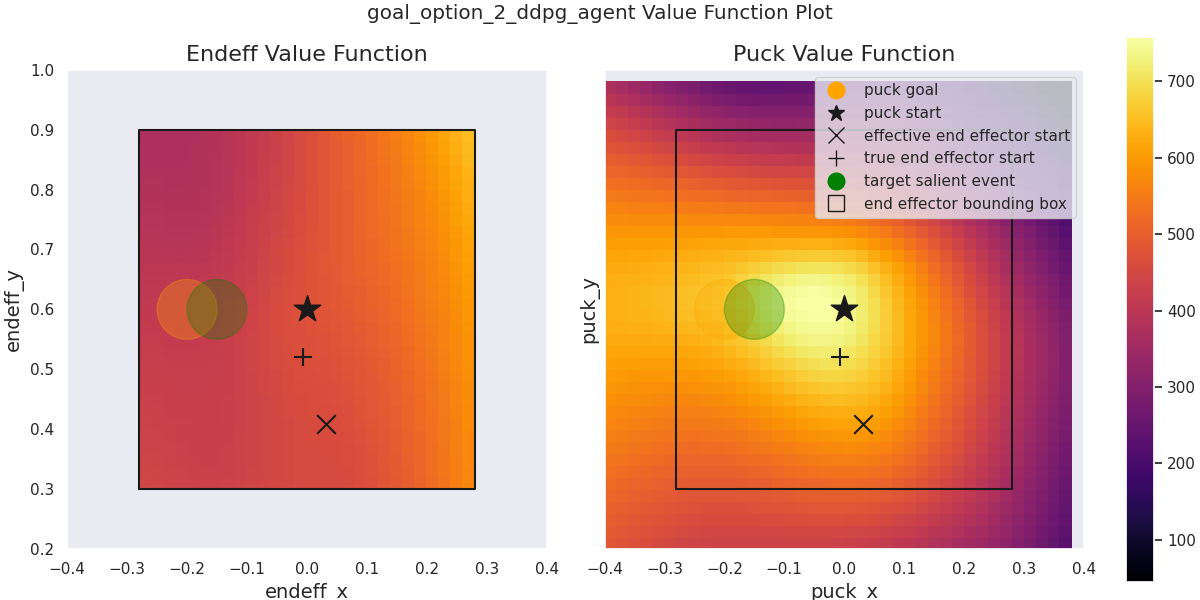 goal_option_2_ddpg_agent Value Function Plot
Endeff Value Function
endeff_y
1.0
0.9
0.8
0.7
0.6
0.5
0.4
0.3
0.2
−0.4 −0.3 −0.2 −0.1 0.0 0.1 0.2 0.3 0.4
endeff_x
Puck Value Function
puck_y
puck goal
puck start
effective end effector start
true end effector start
target salient event
end effector bounding box
−0.4 −0.3 −0.2 −0.1 0.0 0.1 0.2 0.3 0.4
puck_x
700
600
500
400
300
200
100